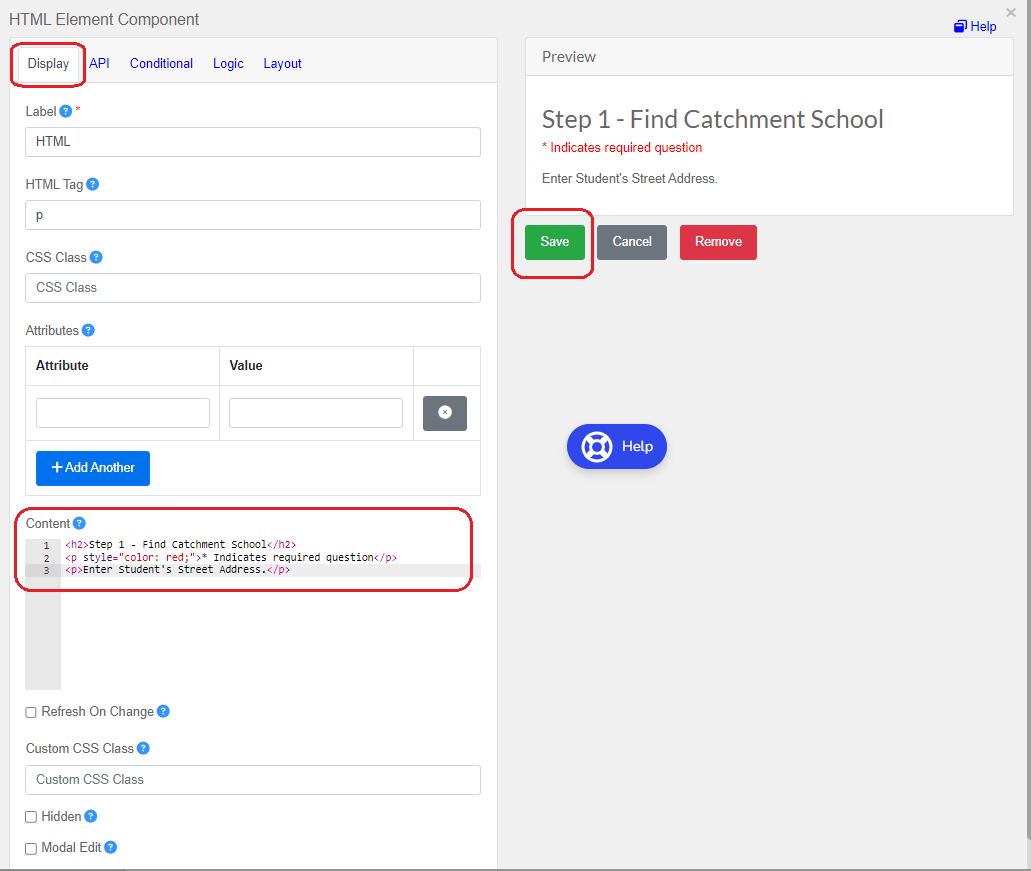 HTML Element Component
×
Help
Display API Conditional Logic Layout
Label ? *
HTML
HTML Tag ?
p
CSS Class ?
CSS Class
Attributes ?
Attribute Value
+ Add Another
Content ?
1 <h2>Step 1 - Find Catchment School</h2>
2 <p style="color: red;">* Indicates required question</p>
3 <p>Enter Student's Street Address.</p>
Refresh On Change ?
Custom CSS Class ?
Custom CSS Class
Hidden ?
Modal Edit ?
Preview
Step 1 - Find Catchment School
* Indicates required question
Enter Student's Street Address.
Save Cancel Remove
Help